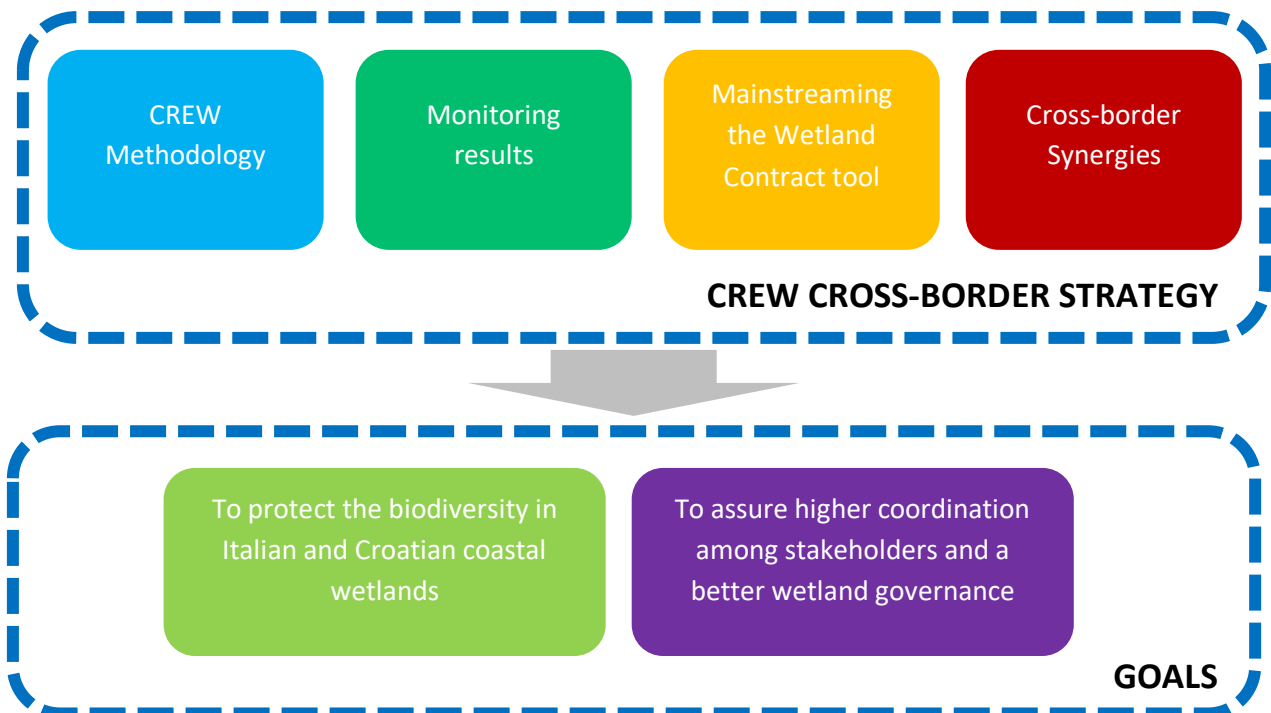 CREW
Methodology
Monitoring
results
Mainstreaming
the Wetland
Contract tool
Cross-border
Synergies
CREW CROSS-BORDER STRATEGY
To protect the biodiversity in
Italian and Croatian coastal
wetlands
To assure higher coordination
among stakeholders and a
better wetland governance
GOALS